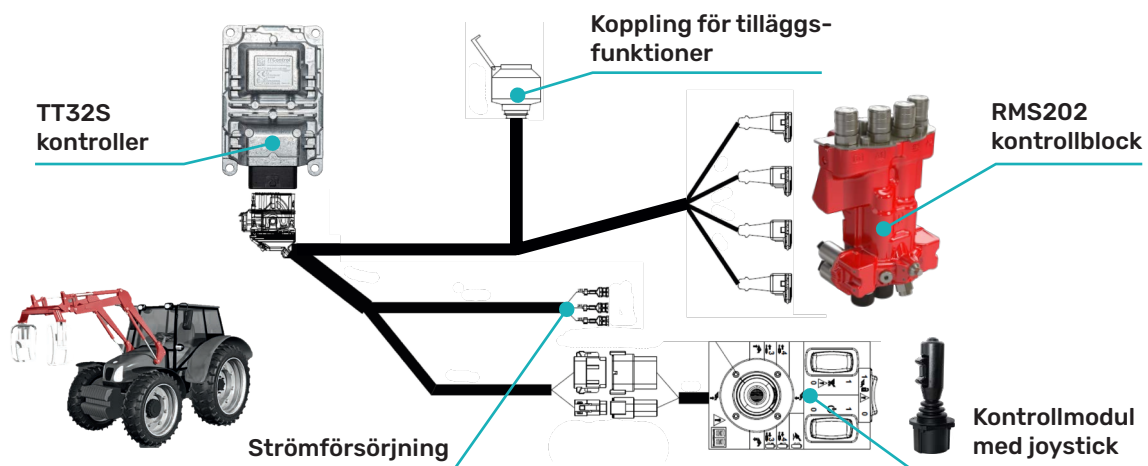 Koppling för tilläggs-
funktioner
TT32S
kontroller
RMS202
kontrollblock
Strömförsörjning
Kontrollmodul
med joystick